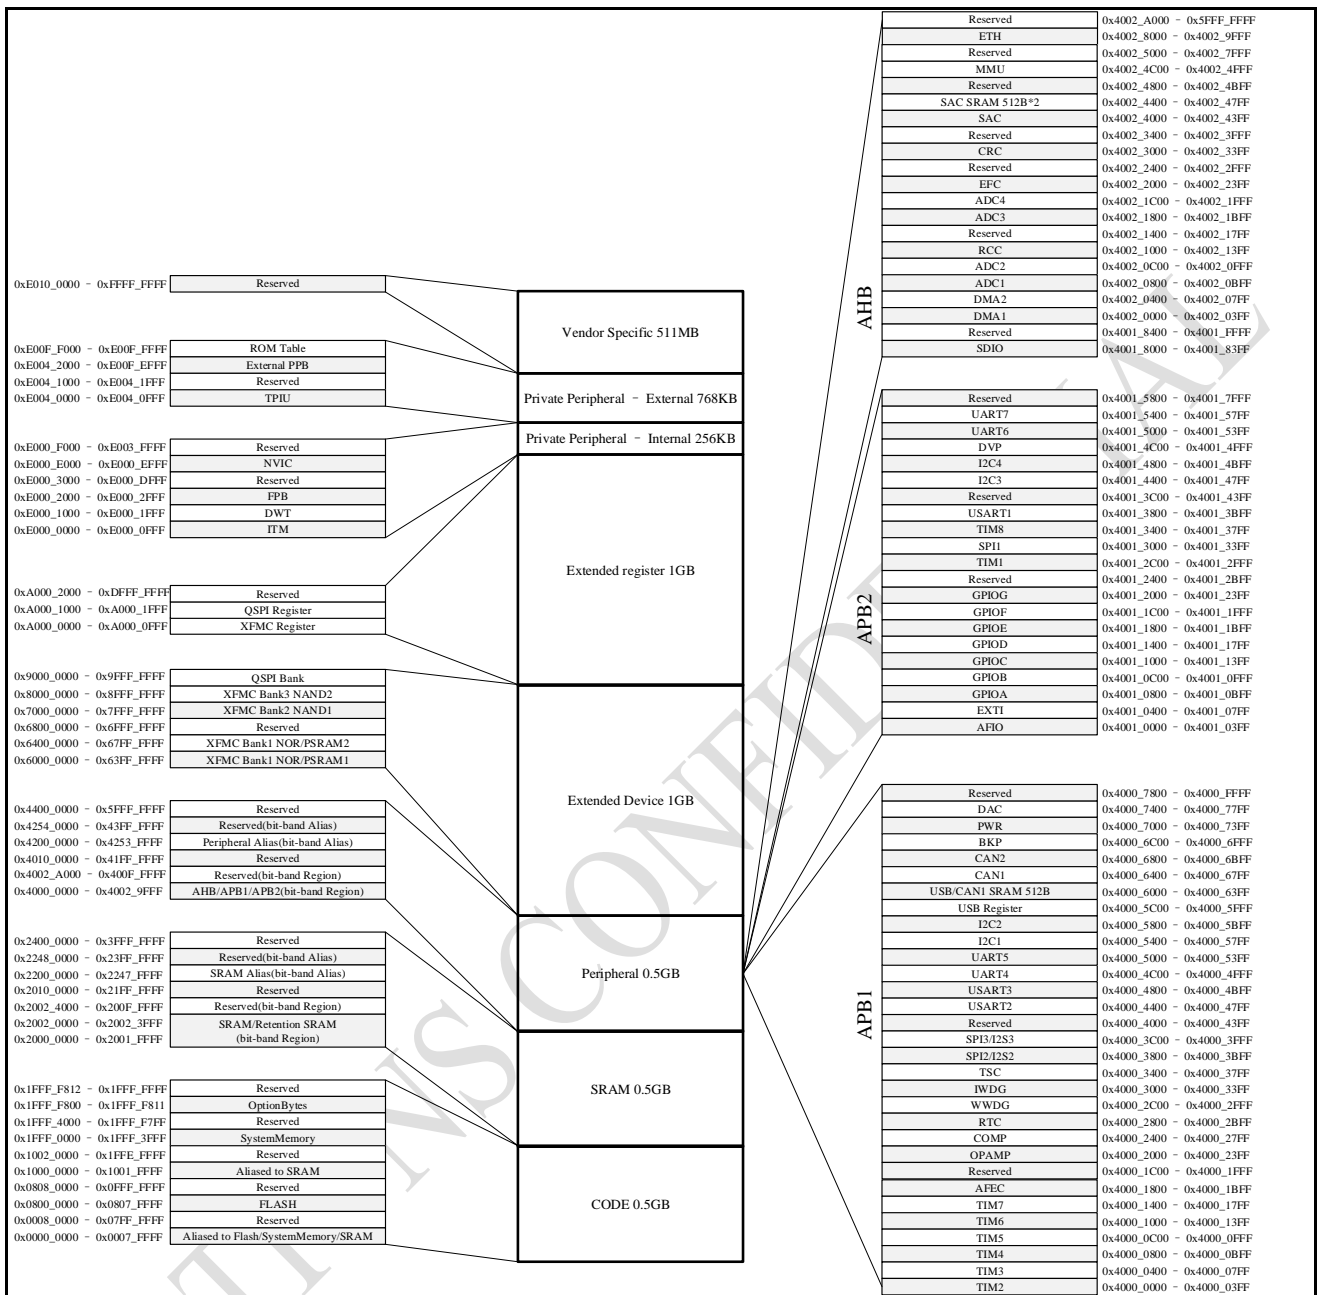 0xE010_0000 - 0xFFFF_FFFF Reserved
0xE00F_F000 - 0xE00F_FFFF ROM Table
0xE004_2000 - 0xE00F_EFFF External PPB
0xE004_1000 - 0xE004_1FFF Reserved
0xE004_0000 - 0xE004_0FFF TPIU
0xE000_F000 - 0xE003_FFFF Reserved
0xE000_E000 - 0xE000_EFFF NVIC
0xE000_3000 - 0xE000_DFFF Reserved
0xE000_2000 - 0xE000_2FFF FPB
0xE000_1000 - 0xE000_1FFF DWT
0xE000_0000 - 0xE000_0FFF ITM
0xA000_2000 - 0xDFFF_FFFF Reserved
0xA000_1000 - 0xA000_1FFF QSPI Register
0xA000_0000 - 0xA000_0FFF XFMC Register
0x9000_0000 - 0x9FFF_FFFF QSPI Bank
0x8000_0000 - 0x8FFF_FFFF XFMC Bank3 NAND2
0x7000_0000 - 0x7FFF_FFFF XFMC Bank2 NAND1
0x6800_0000 - 0x6FFF_FFFF Reserved
0x6400_0000 - 0x67FF_FFFF XFMC Bank1 NOR/PSRAM2
0x6000_0000 - 0x63FF_FFFF XFMC Bank1 NOR/PSRAM1
0x4400_0000 - 0x5FFF_FFFF Reserved
0x4254_0000 - 0x43FF_FFFF Reserved(bit-band Alias)
0x4200_0000 - 0x4253_FFFF Peripheral Alias(bit-band Alias)
0x4010_0000 - 0x41FF_FFFF Reserved
0x4002_A000 - 0x400F_FFFF Reserved(bit-band Region)
0x4000_0000 - 0x4002_9FFF AHB/APB1/APB2(bit-band Region)
0x2400_0000 - 0x3FFF_FFFF Reserved
0x2248_0000 - 0x23FF_FFFF Reserved(bit-band Alias)
0x2200_0000 - 0x2247_FFFF SRAM Alias(bit-band Alias)
0x2010_0000 - 0x21FF_FFFF Reserved
0x2002_4000 - 0x200F_FFFF Reserved(bit-band Region)
0x2002_0000 - 0x2002_3FFF SRAM/Retention SRAM
0x2000_0000 - 0x2001_FFFF (bit-band Region)
0x1FFF_F812 - 0x1FFF_FFFF Reserved
0x1FFF_F800 - 0x1FFF_F811 OptionBytes
0x1FFF_4000 - 0x1FFF_F7FF Reserved
0x1FFF_0000 - 0x1FFF_3FFF SystemMemory
0x1002_0000 - 0x1FFE_FFFF Reserved
0x1000_0000 - 0x1001_FFFF Aliased to SRAM
0x0808_0000 - 0x0FFF_FFFF Reserved
0x0800_0000 - 0x0807_FFFF FLASH
0x0008_0000 - 0x07FF_FFFF Reserved
0x0000_0000 - 0x0007_FFFF Aliased to Flash/SystemMemory/SRAM
Vendor Specific 511MB
Private Peripheral - External 768KB
Private Peripheral - Internal 256KB
Extended register 1GB
Extended Device 1GB
Peripheral 0.5GB
SRAM 0.5GB
CODE 0.5GB
AHB
Reserved 0x4002_A000 - 0x5FFF_FFFF
ETH 0x4002_8000 - 0x4002_9FFF
Reserved 0x4002_5000 - 0x4002_7FFF
MMU 0x4002_4C00 - 0x4002_4FFF
Reserved 0x4002_4800 - 0x4002_4BFF
SAC SRAM 512B*2 0x4002_4400 - 0x4002_47FF
SAC 0x4002_4000 - 0x4002_43FF
Reserved 0x4002_3400 - 0x4002_3FFF
CRC 0x4002_3000 - 0x4002_33FF
Reserved 0x4002_2400 - 0x4002_2FFF
EFC 0x4002_2000 - 0x4002_23FF
ADC4 0x4002_1C00 - 0x4002_1FFF
ADC3 0x4002_1800 - 0x4002_1BFF
Reserved 0x4002_1400 - 0x4002_17FF
RCC 0x4002_1000 - 0x4002_13FF
ADC2 0x4002_0C00 - 0x4002_0FFF
ADC1 0x4002_0800 - 0x4002_0BFF
DMA2 0x4002_0400 - 0x4002_07FF
DMA1 0x4002_0000 - 0x4002_03FF
Reserved 0x4001_8400 - 0x4001_FFFF
SDIO 0x4001_8000 - 0x4001_83FF
APB2
Reserved 0x4001_5800 - 0x4001_7FFF
UART7 0x4001_5400 - 0x4001_57FF
UART6 0x4001_5000 - 0x4001_53FF
DVP 0x4001_4C00 - 0x4001_4FFF
I2C4 0x4001_4800 - 0x4001_4BFF
I2C3 0x4001_4400 - 0x4001_47FF
Reserved 0x4001_3C00 - 0x4001_43FF
USART1 0x4001_3800 - 0x4001_3BFF
TIM8 0x4001_3400 - 0x4001_37FF
SPI1 0x4001_3000 - 0x4001_33FF
TIM1 0x4001_2C00 - 0x4001_2FFF
Reserved 0x4001_2400 - 0x4001_2BFF
GPIOG 0x4001_2000 - 0x4001_23FF
GPIOF 0x4001_1C00 - 0x4001_1FFF
GPIOE 0x4001_1800 - 0x4001_1BFF
GPIOD 0x4001_1400 - 0x4001_17FF
GPIOC 0x4001_1000 - 0x4001_13FF
GPIOB 0x4001_0C00 - 0x4001_0FFF
GPIOA 0x4001_0800 - 0x4001_0BFF
EXTI 0x4001_0400 - 0x4001_07FF
AFIO 0x4001_0000 - 0x4001_03FF
APB1
Reserved 0x4000_7800 - 0x4000_FFFF
DAC 0x4000_7400 - 0x4000_77FF
PWR 0x4000_7000 - 0x4000_73FF
BKP 0x4000_6C00 - 0x4000_6FFF
CAN2 0x4000_6800 - 0x4000_6BFF
CAN1 0x4000_6400 - 0x4000_67FF
USB/CAN1 SRAM 512B 0x4000_6000 - 0x4000_63FF
USB Register 0x4000_5C00 - 0x4000_5FFF
I2C2 0x4000_5800 - 0x4000_5BFF
I2C1 0x4000_5400 - 0x4000_57FF
UART5 0x4000_5000 - 0x4000_53FF
UART4 0x4000_4C00 - 0x4000_4FFF
USART3 0x4000_4800 - 0x4000_4BFF
USART2 0x4000_4400 - 0x4000_47FF
Reserved 0x4000_4000 - 0x4000_43FF
SPI3/I2S3 0x4000_3C00 - 0x4000_3FFF
SPI2/I2S2 0x4000_3800 - 0x4000_3BFF
TSC 0x4000_3400 - 0x4000_37FF
IWDG 0x4000_3000 - 0x4000_33FF
WWDG 0x4000_2C00 - 0x4000_2FFF
RTC 0x4000_2800 - 0x4000_2BFF
COMP 0x4000_2400 - 0x4000_27FF
OPAMP 0x4000_2000 - 0x4000_23FF
Reserved 0x4000_1C00 - 0x4000_1FFF
AFEC 0x4000_1800 - 0x4000_1BFF
TIM7 0x4000_1400 - 0x4000_17FF
TIM6 0x4000_1000 - 0x4000_13FF
TIM5 0x4000_0C00 - 0x4000_0FFF
TIM4 0x4000_0800 - 0x4000_0BFF
TIM3 0x4000_0400 - 0x4000_07FF
TIM2 0x4000_0000 - 0x4000_03FF